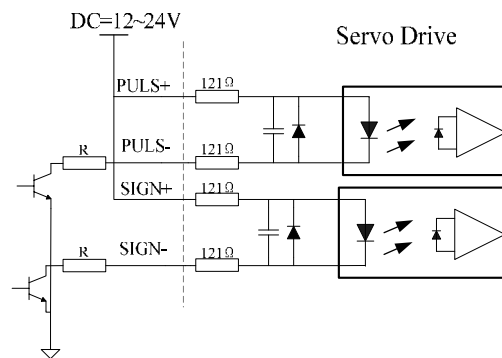 DC=12~24V
Servo Drive
PULS+
121Ω
R
PULS-
121Ω
SIGN+
121Ω
R
SIGN-
121Ω